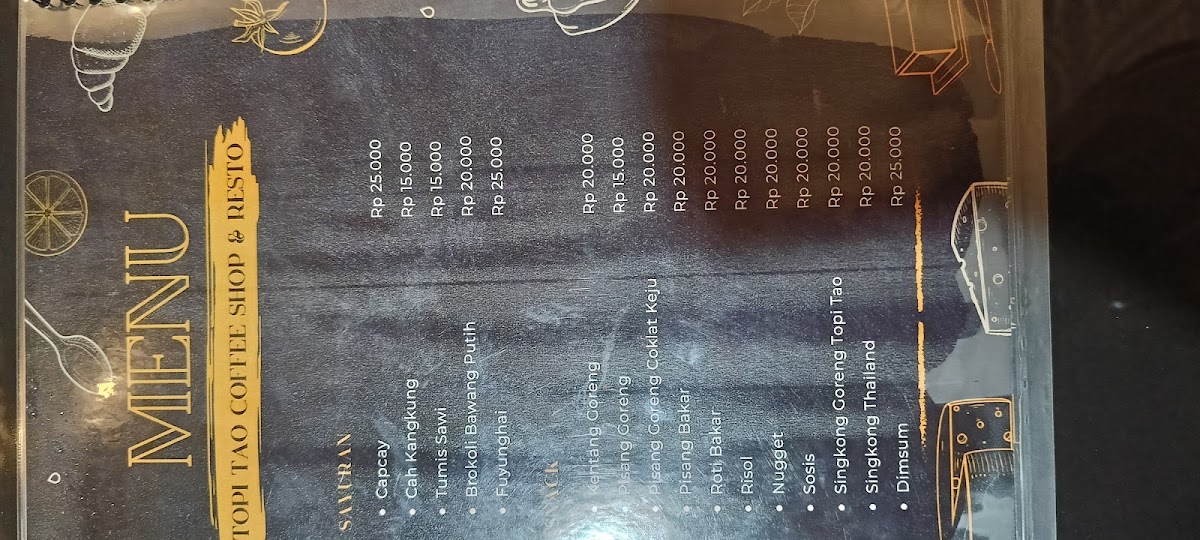 MENU
TOPI TAO COFFEE SHOP & RESTO
SAYURAN
• Capcay Rp 25.000
• Cah Kangkung Rp 15.000
• Tumis Sawi Rp 15.000
• Brokoli Bawang Putih Rp 20.000
• Fuyunghai Rp 25.000
SNACK
• Kentang Goreng Rp 20.000
• Pisang Goreng Rp 15.000
• Pisang Goreng Coklat Keju Rp 20.000
• Pisang Bakar Rp 20.000
• Roti Bakar Rp 20.000
• Risol Rp 20.000
• Nugget Rp 20.000
• Sosis Rp 20.000
• Singkong Goreng Topi Tao Rp 20.000
• Singkong Thailand Rp 20.000
• Dimsum Rp 25.000